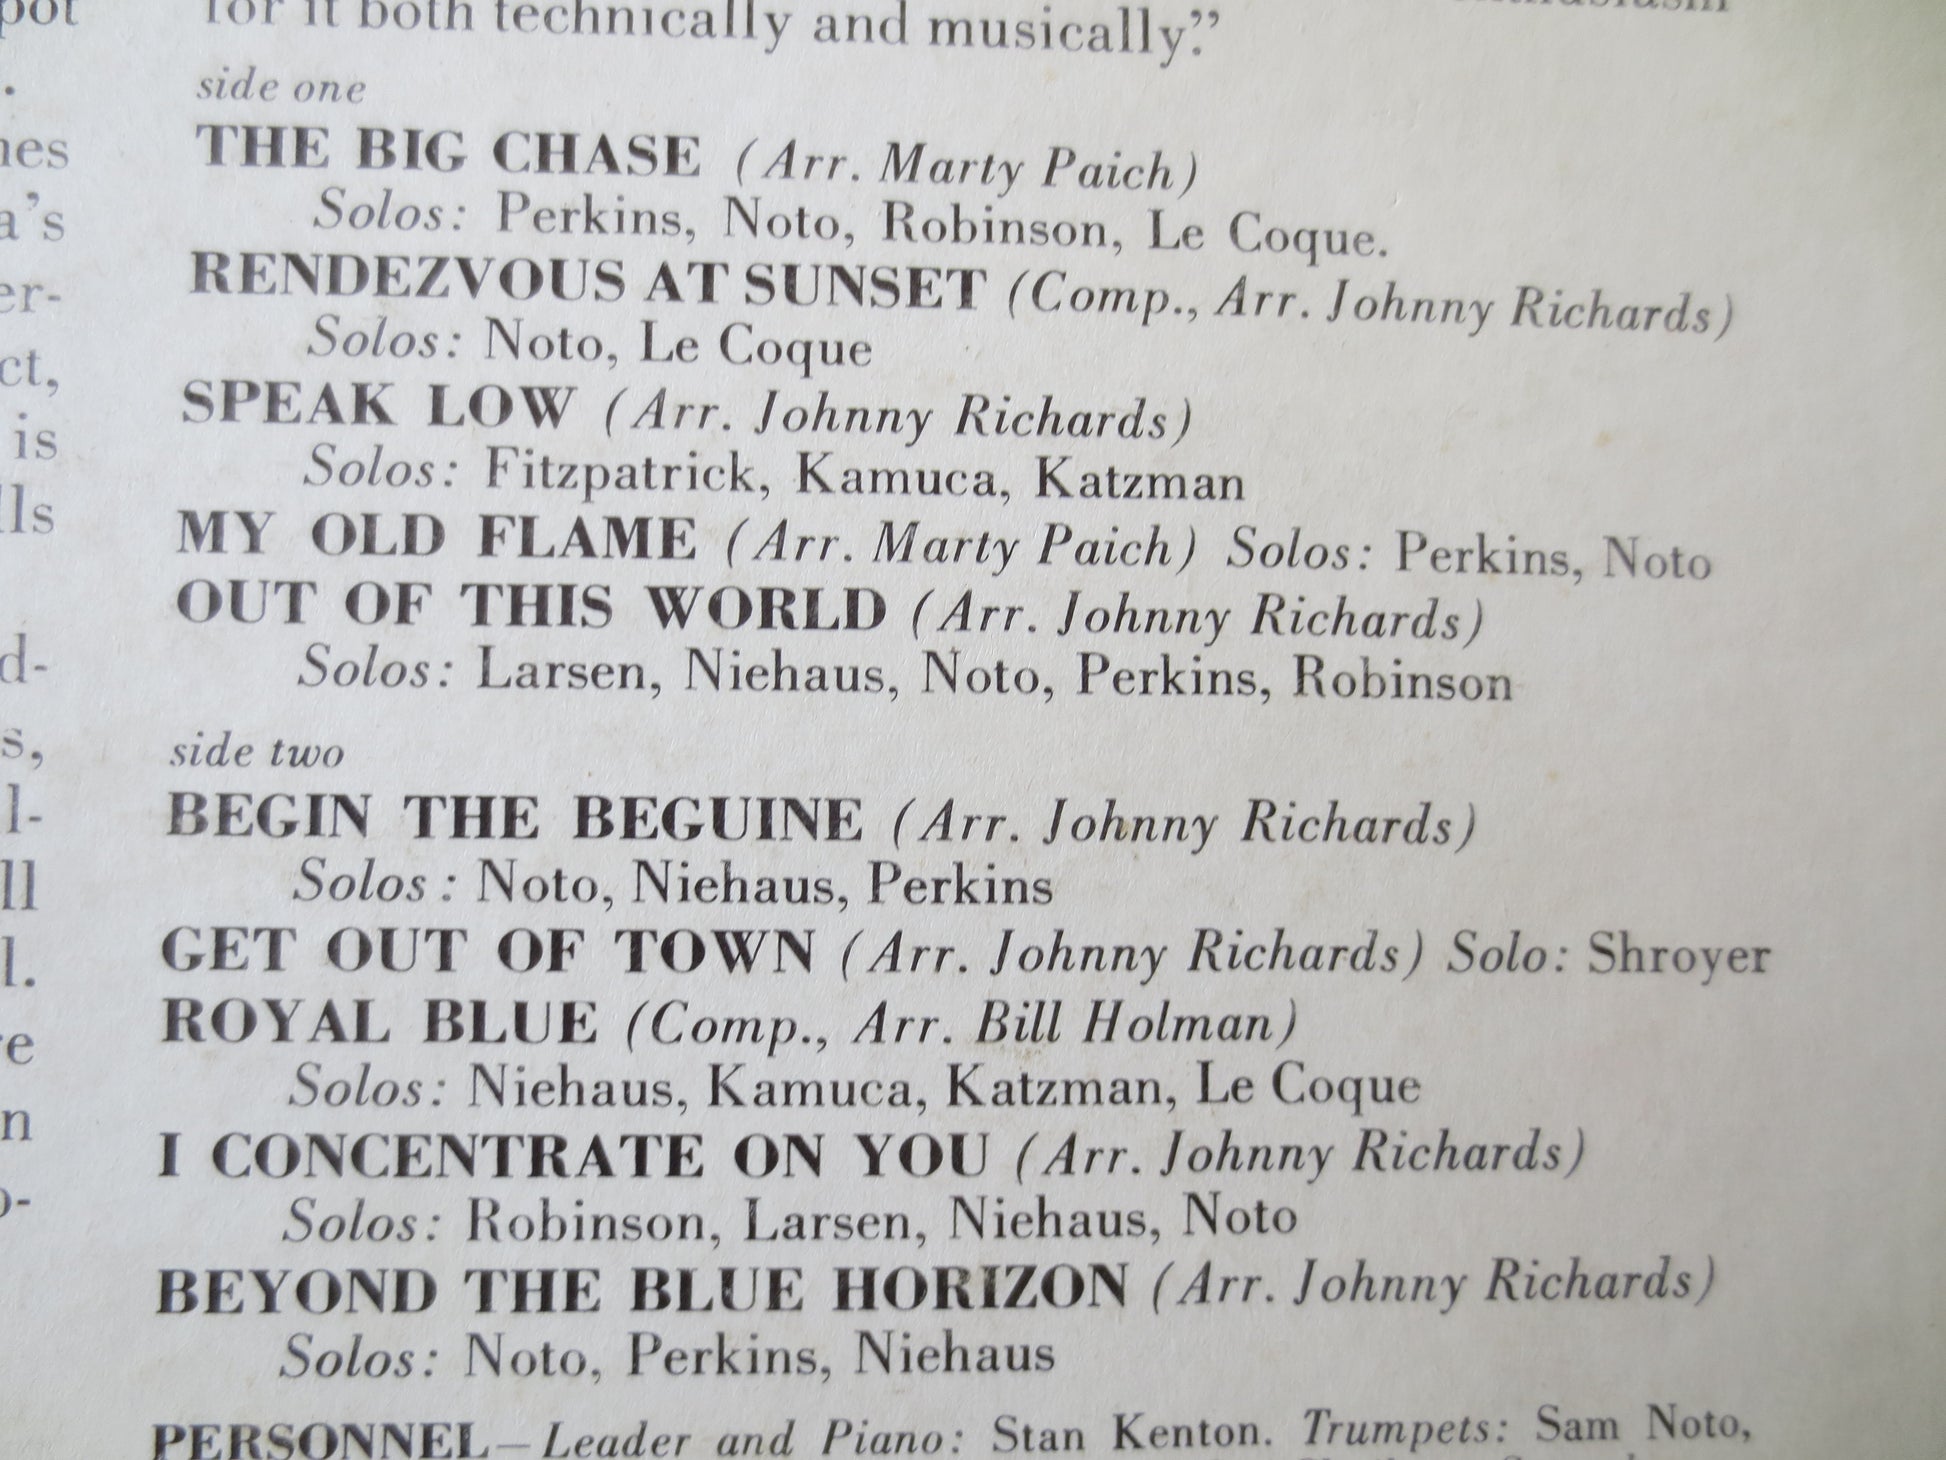 for it both technically and musically."
side one
THE BIG CHASE (Arr. Marty Paich)
Solos: Perkins, Noto, Robinson, Le Coque.
RENDEZVOUS AT SUNSET (Comp., Arr. Johnny Richards)
Solos: Noto, Le Coque
SPEAK LOW (Arr. Johnny Richards)
Solos: Fitzpatrick, Kamuca, Katzman
MY OLD FLAME (Arr. Marty Paich) Solos: Perkins, Noto
OUT OF THIS WORLD (Arr. Johnny Richards)
Solos: Larsen, Niehaus, Noto, Perkins, Robinson
side two
BEGIN THE BEGUINE (Arr. Johnny Richards)
Solos: Noto, Niehaus, Perkins
GET OUT OF TOWN (Arr. Johnny Richards) Solo: Shroyer
ROYAL BLUE (Comp., Arr. Bill Holman)
Solos: Niehaus, Kamuca, Katzman, Le Coque
I CONCENTRATE ON YOU (Arr. Johnny Richards)
Solos: Robinson, Larsen, Niehaus, Noto
BEYOND THE BLUE HORIZON (Arr. Johnny Richards)
Solos: Noto, Perkins, Niehaus
PERSONNEL—Leader and Piano: Stan Kenton. Trumpets: Sam Noto,